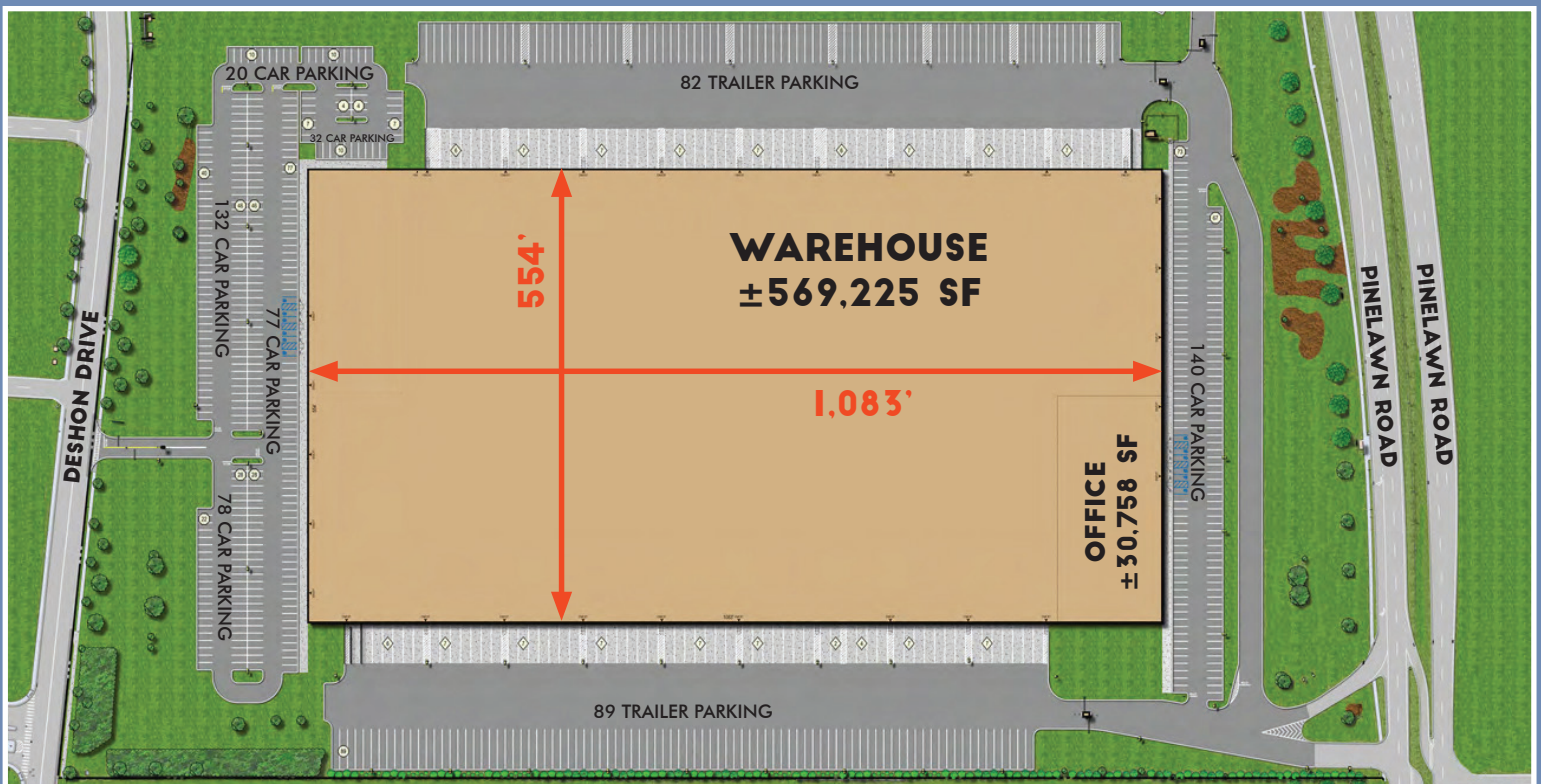 20 CAR PARKING
82 TRAILER PARKING
32 CAR PARKING
132 CAR PARKING
77 CAR PARKING
78 CAR PARKING
DESHON DRIVE
554'
WAREHOUSE
±569,225 SF
1,083'
OFFICE
±30,758 SF
140 CAR PARKING
PINELAWN ROAD
PINELAWN ROAD
89 TRAILER PARKING